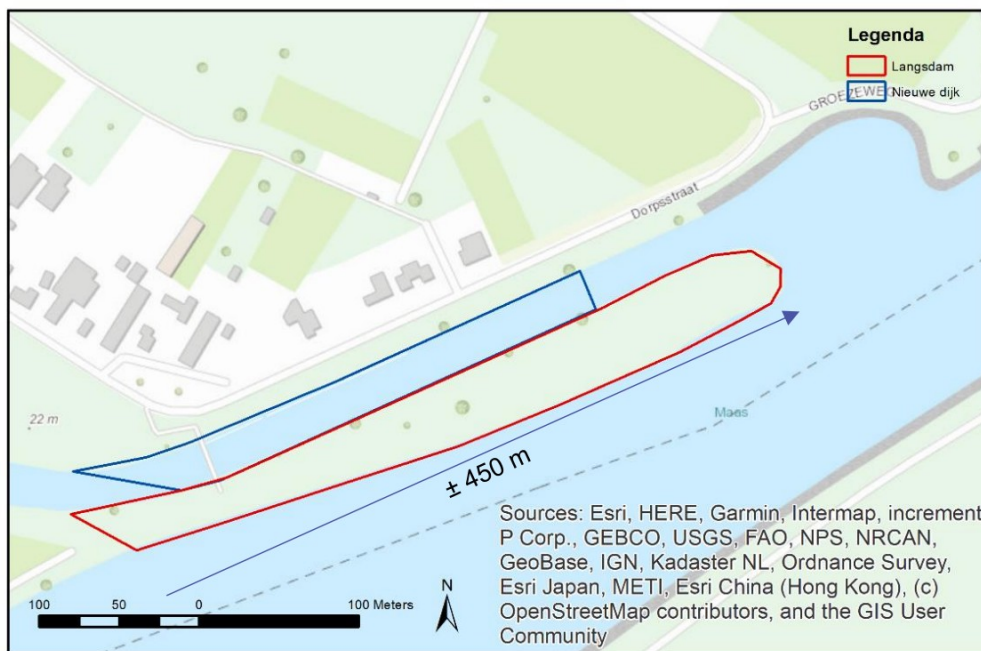 Legenda
Langsdam
Nieuwe dijk
GROEZEWEG
Dorpsstraat
22 m
Maas
± 450 m
Sources: Esri, HERE, Garmin, Intermap, increment
P Corp., GEBCO, USGS, FAO, NPS, NRCAN,
GeoBase, IGN, Kadaster NL, Ordnance Survey,
Esri Japan, METI, Esri China (Hong Kong), (c)
OpenStreetMap contributors, and the GIS User
Community
N
100 50 0 100 Meters